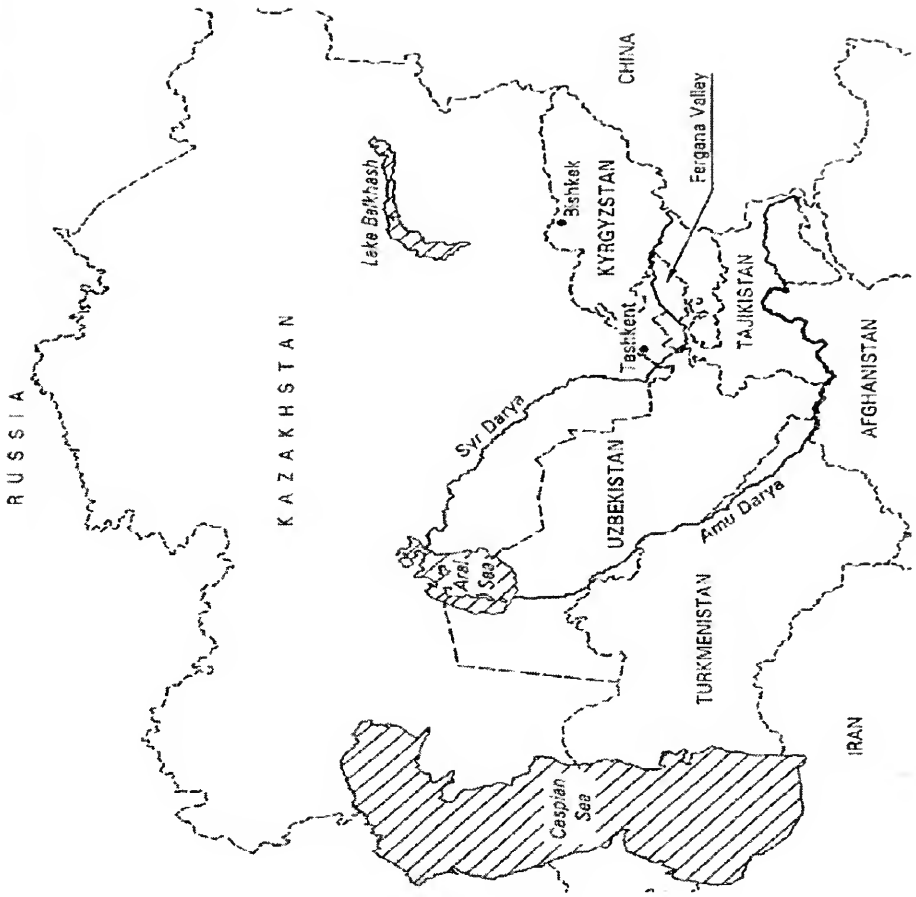 RUSSIA
KAZAKHSTAN
Lake Balkhash
CHINA
Bishkek
KYRGYZSTAN
Fergana Valley
Tashkent
Syr Darya
TAJIKISTAN
Aral
Sea
UZBEKISTAN
Amu Darya
AFGHANISTAN
TURKMENISTAN
Caspian
Sea
IRAN